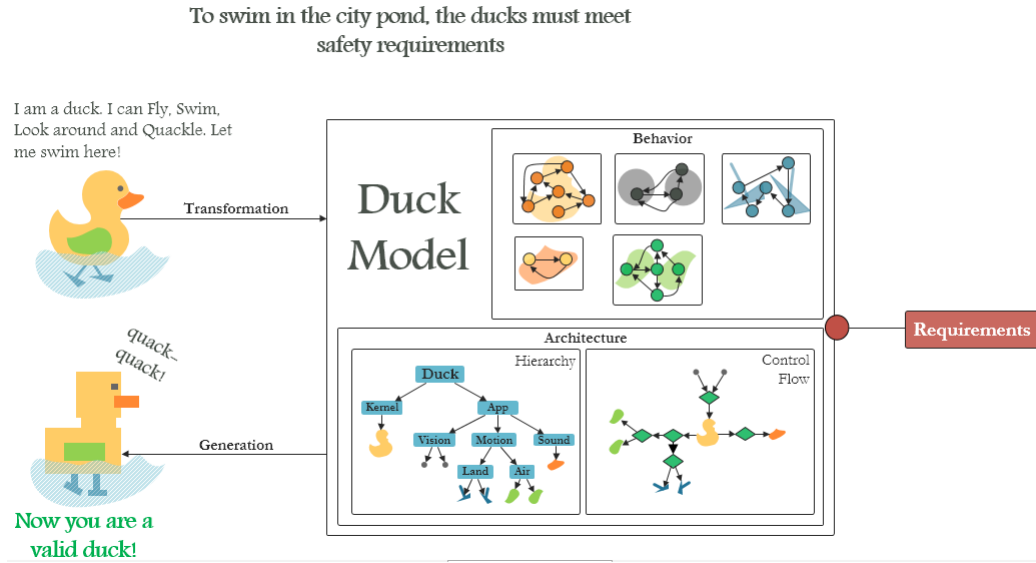 To swim in the city pond, the ducks must meet
safety requirements
I am a duck. I can Fly, Swim,
Look around and Quackle. Let
me swim here!
Transformation
Duck
Model
Behavior
Requirements
Architecture
Hierarchy
Duck
Kernel
App
Vision
Motion
Sound
Land
Air
Control
Flow
quack-
quack!
Generation
Now you are a
valid duck!